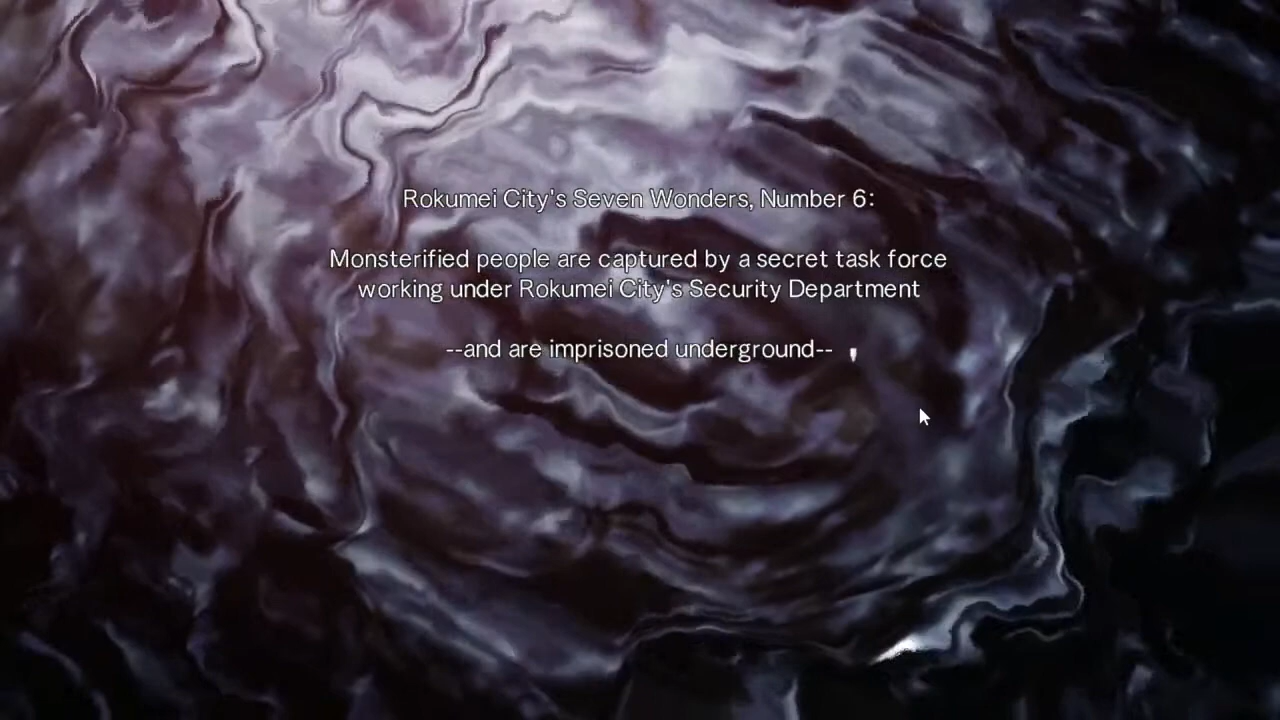 Rokumei City's Seven Wonders, Number 6:
Monsterified people are captured by a secret task force
working under Rokumei City's Security Department
--and are imprisoned underground--